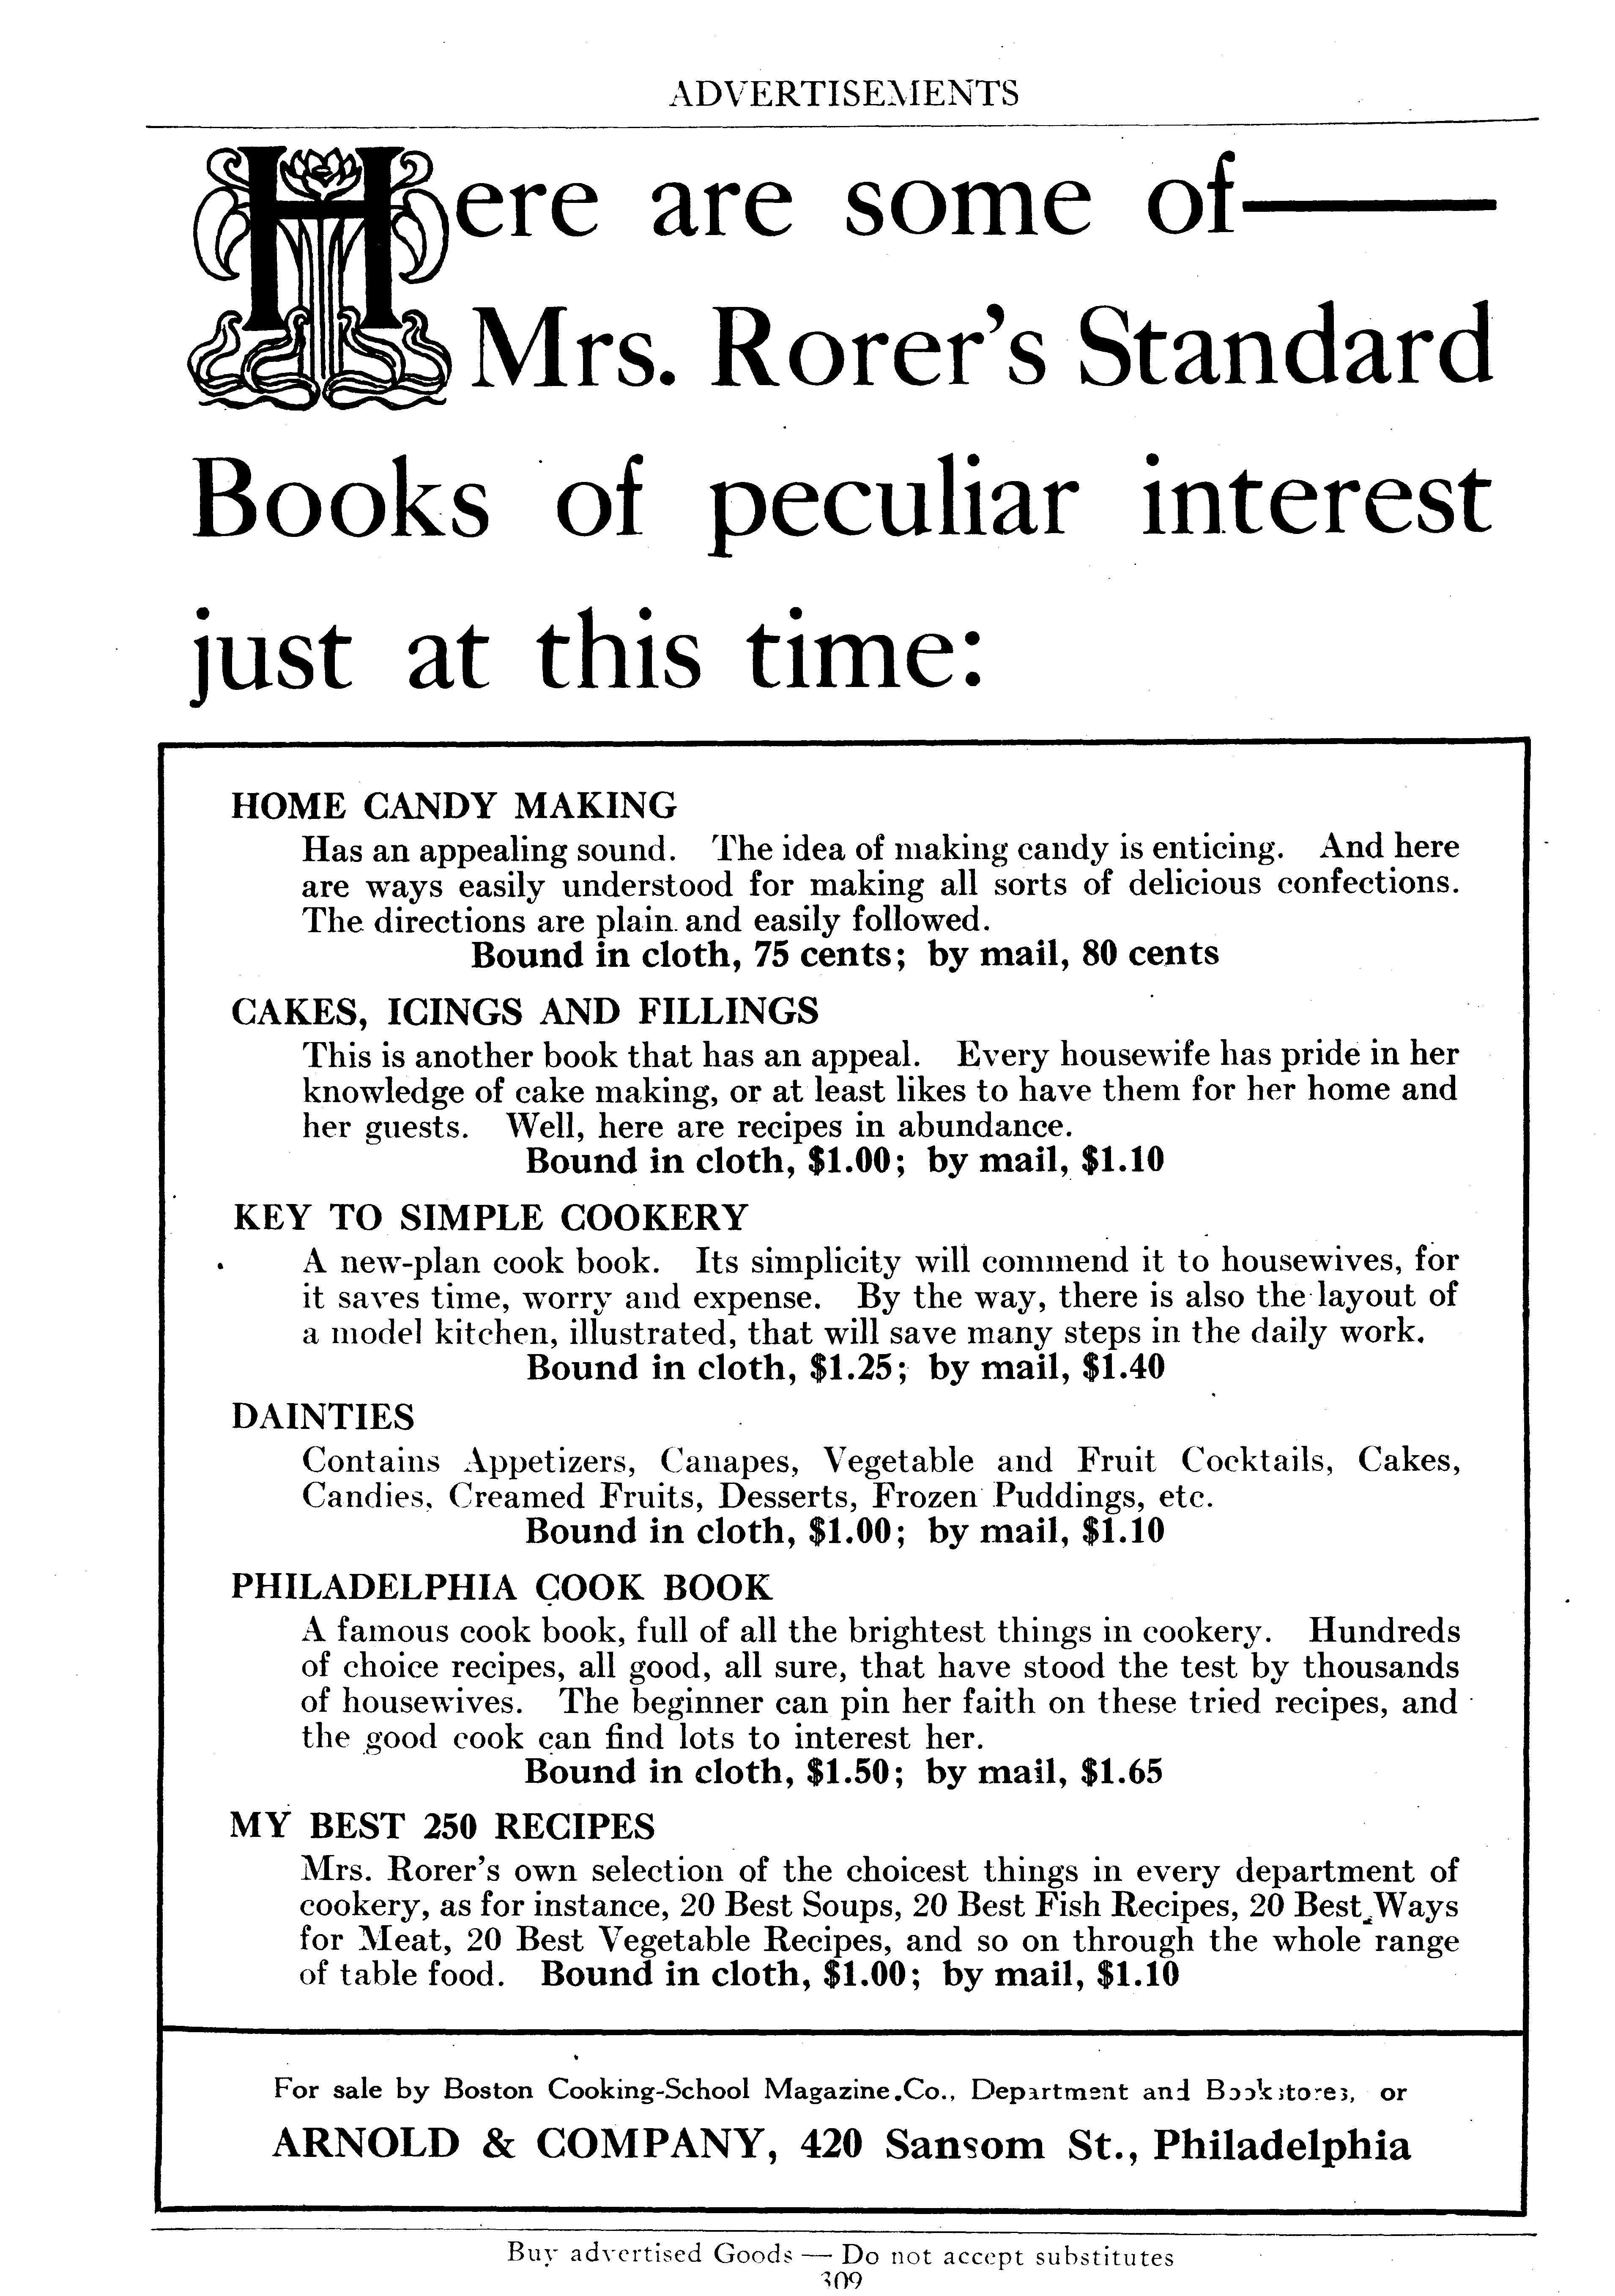 ADVERTISEMENTS
Here are some of——
Mrs. Rorer's Standard
Books of peculiar interest
just at this time:
HOME CANDY MAKING
Has an appealing sound. The idea of making candy is enticing. And here
are ways easily understood for making all sorts of delicious confections.
The directions are plain and easily followed.
Bound in cloth, 75 cents; by mail, 80 cents
CAKES, ICINGS AND FILLINGS
This is another book that has an appeal. Every housewife has pride in her
knowledge of cake making, or at least likes to have them for her home and
her guests. Well, here are recipes in abundance.
Bound in cloth, $1.00; by mail, $1.10
KEY TO SIMPLE COOKERY
A new-plan cook book. Its simplicity will commend it to housewives, for
it saves time, worry and expense. By the way, there is also the layout of
a model kitchen, illustrated, that will save many steps in the daily work.
Bound in cloth, $1.25; by mail, $1.40
DAINTIES
Contains Appetizers, Canapes, Vegetable and Fruit Cocktails, Cakes,
Candies, Creamed Fruits, Desserts, Frozen Puddings, etc.
Bound in cloth, $1.00; by mail, $1.10
PHILADELPHIA COOK BOOK
A famous cook book, full of all the brightest things in cookery. Hundreds
of choice recipes, all good, all sure, that have stood the test by thousands
of housewives. The beginner can pin her faith on these tried recipes, and
the good cook can find lots to interest her.
Bound in cloth, $1.50; by mail, $1.65
MY BEST 250 RECIPES
Mrs. Rorer's own selection of the choicest things in every department of
cookery, as for instance, 20 Best Soups, 20 Best Fish Recipes, 20 Best Ways
for Meat, 20 Best Vegetable Recipes, and so on through the whole range
of table food. Bound in cloth, $1.00; by mail, $1.10
For sale by Boston Cooking-School Magazine Co., Department and Bookstores, or
ARNOLD & COMPANY, 420 Sansom St., Philadelphia
Buy advertised Goods — Do not accept substitutes
309